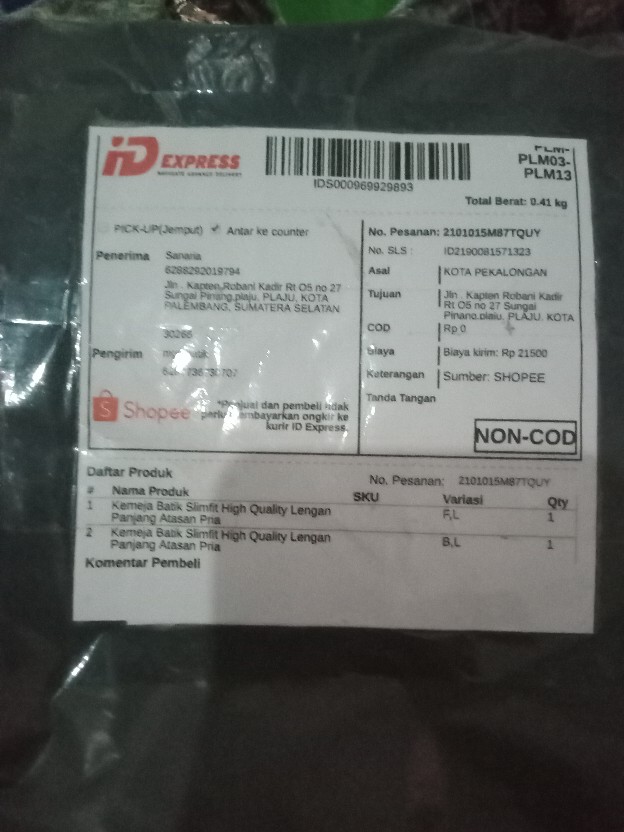 iD EXPRESS
IDS000969929893
PLM03-
PLM13
Total Berat: 0.41 kg
PICK-UP(Jemput) ✔ Antar ke counter
Penerima Sanaria
6288292019794
Jln . Kapten,Robani Kadir Rt O5 no 27
Sungai Pinang,plaju, PLAJU, KOTA
PALEMBANG, SUMATERA SELATAN
Pengirim
Shopee
*Penjual dan pembeli tidak
perlu membayarkan ongkir ke
kurir ID Express.
No. Pesanan: 2101015M87TQUY
No. SLS : ID2190081571323
Asal KOTA PEKALONGAN
Tujuan Jln . Kapten Robani Kadir
Rt O5 no 27 Sungai
Pinang,plaju, PLAJU, KOTA
COD Rp 0
Biaya Biaya kirim: Rp 21500
Keterangan Sumber: SHOPEE
Tanda Tangan
NON-COD
Daftar Produk No. Pesanan: 2101015M87TQUY
# Nama Produk SKU Variasi Qty
1 Kemeja Batik Slimfit High Quality Lengan
Panjang Atasan Pria F,L 1
2 Kemeja Batik Slimfit High Quality Lengan
Panjang Atasan Pria B,L 1
Komentar Pembeli